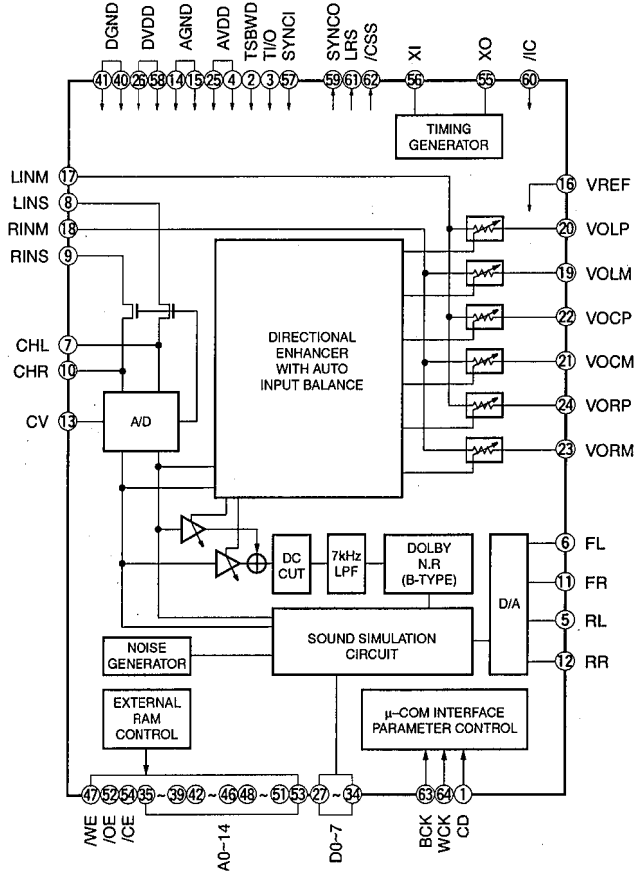 DGND
DVDD
AGND
AVDD
TSBWD
TI/O
SYNCI
SYNCO
LRS
/CSS
XI
XO
/IC
41 40 26 58 14 15 25 4 2 3 57 59 61 62 56 55 60
TIMING
GENERATOR
LINM 17
LINS 8
RINM 18
RINS 9
CHL 7
CHR 10
CV 13
16 VREF
20 VOLP
19 VOLM
22 VOCP
21 VOCM
24 VORP
23 VORM
DIRECTIONAL
ENHANCER
WITH AUTO
INPUT BALANCE
A/D
DC
CUT
7kHz
LPF
DOLBY
N.R
(B-TYPE)
D/A
6 FL
11 FR
5 RL
12 RR
SOUND SIMULATION
CIRCUIT
NOISE
GENERATOR
EXTERNAL
RAM
CONTROL
μ-COM INTERFACE
PARAMETER CONTROL
47 52 54 35 ~ 39 42 ~ 46 48 ~ 51 53 27 ~ 34 63 64 1
/WE
/OE
/CE
A0~14
D0~7
BCK
WCK
CD